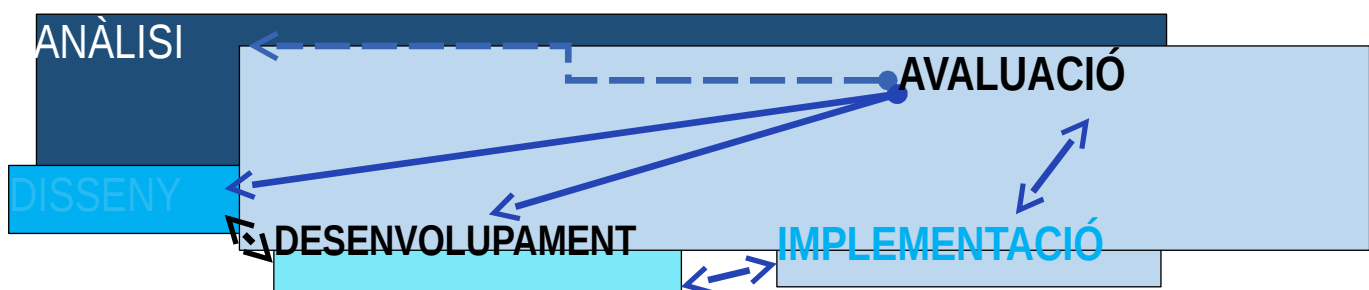 ANÀLISI
AVALUACIÓ
DISSENY
DESENVOLUPAMENT
IMPLEMENTACIÓ